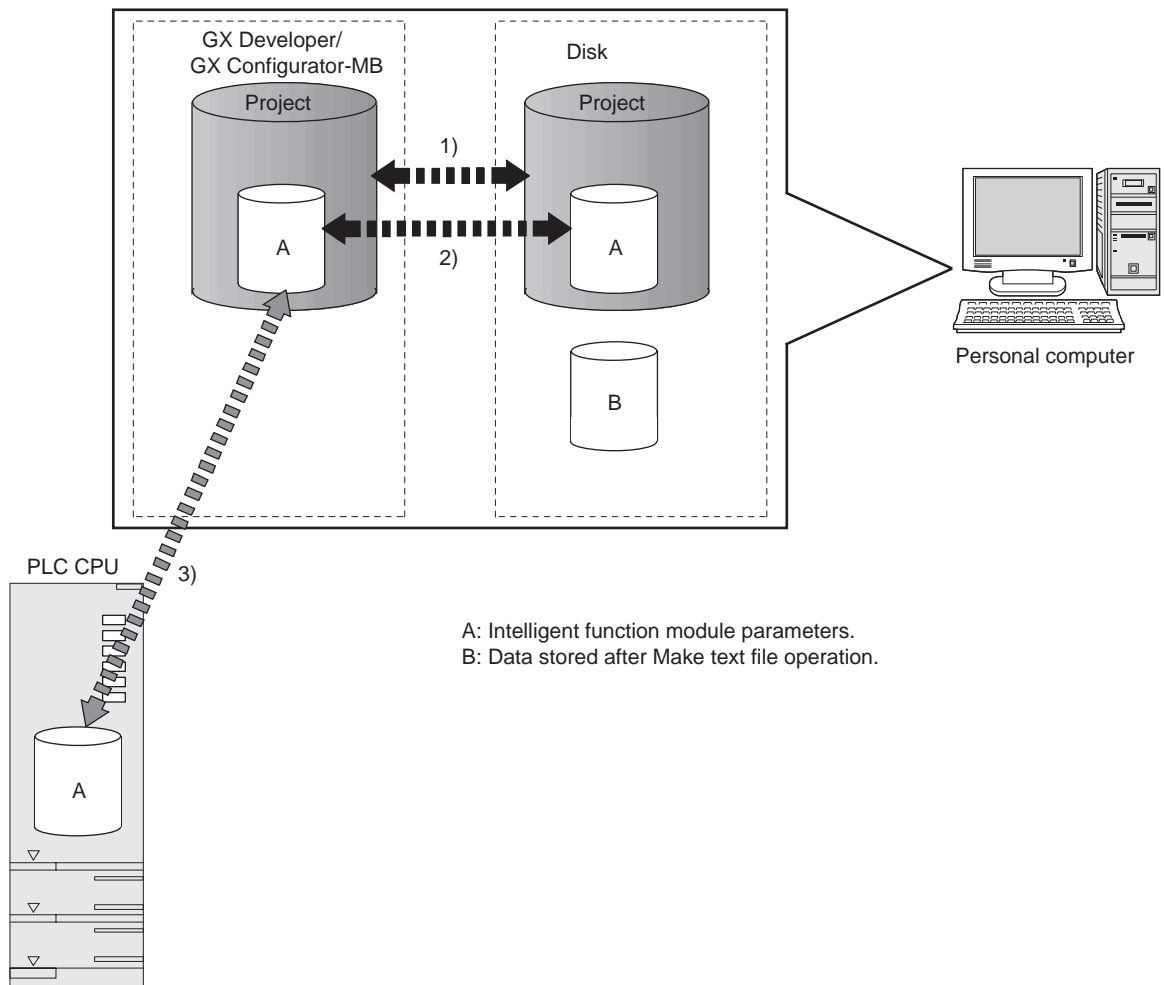 GX Developer/
GX Configurator-MB
Disk
Project
Project
1)
A
A
2)
B
Personal computer
PLC CPU
3)
A: Intelligent function module parameters.
B: Data stored after Make text file operation.
A